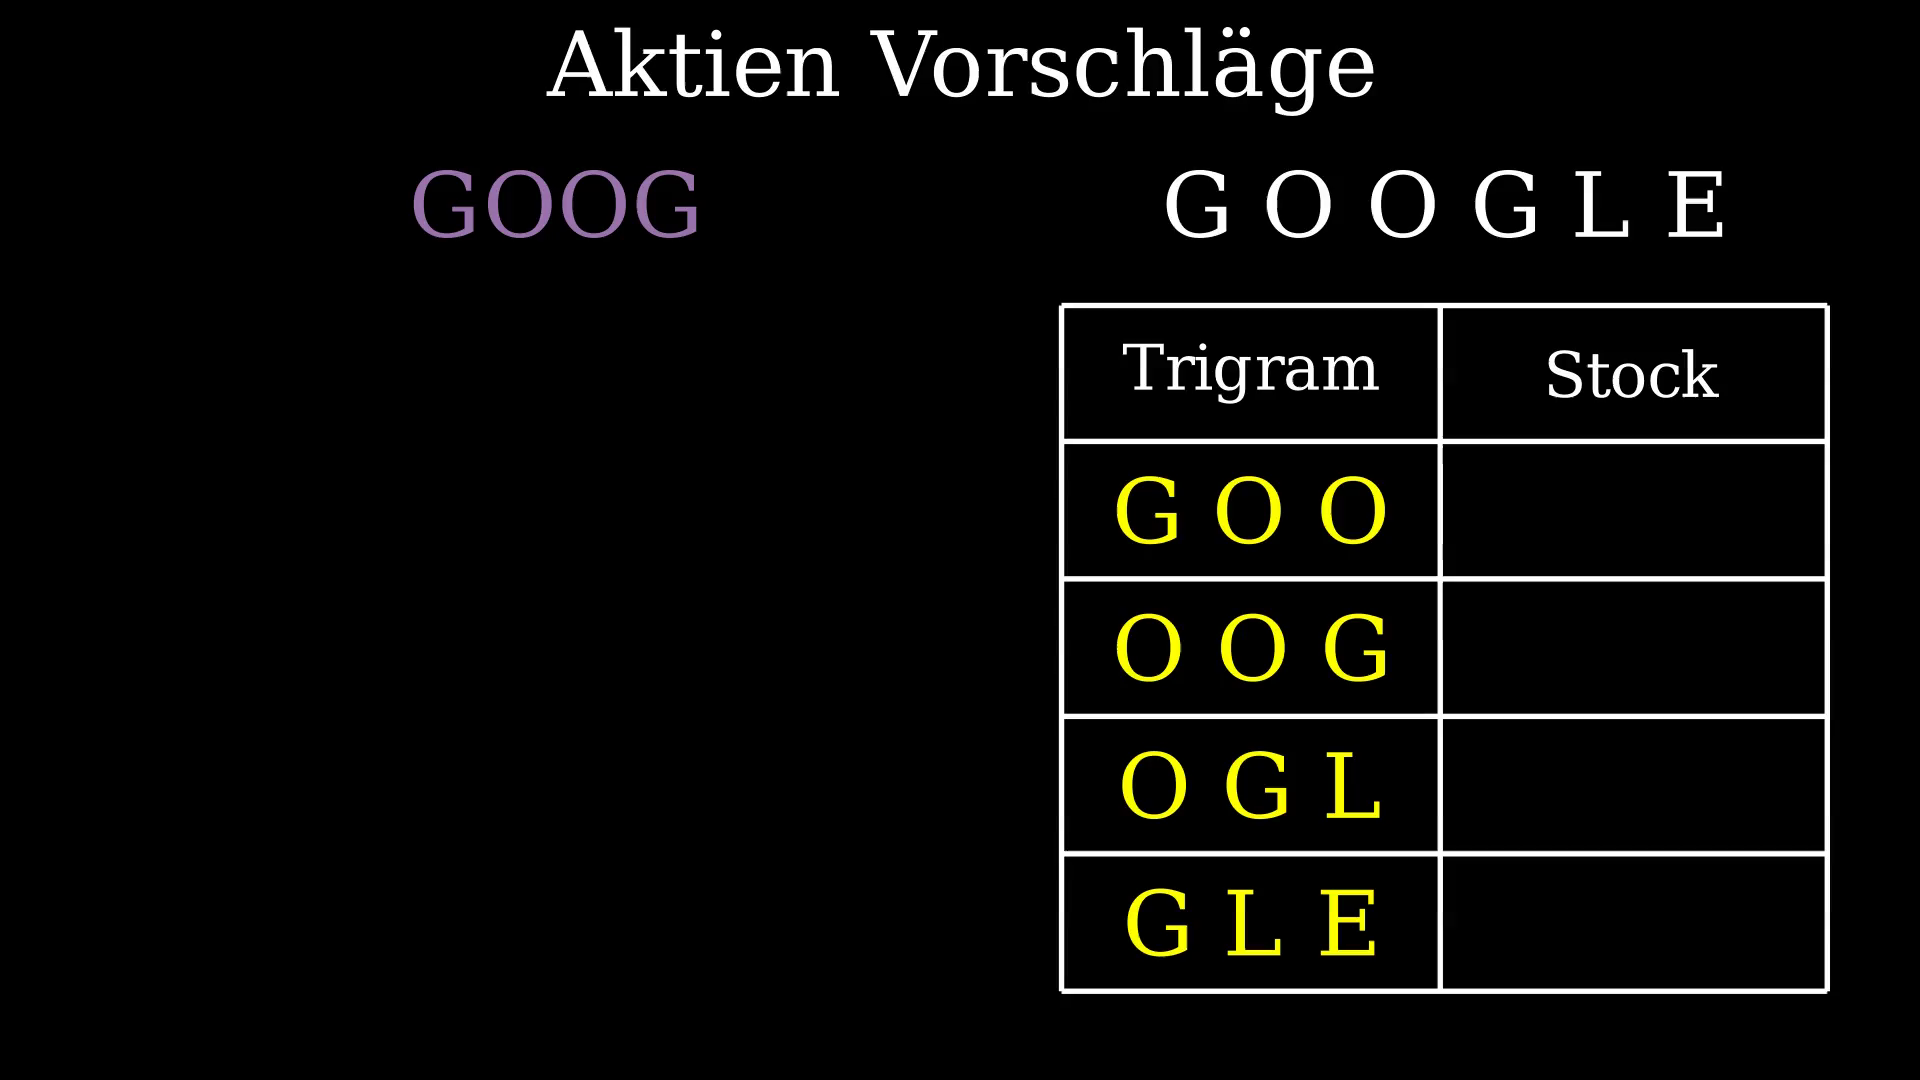 Aktien Vorschläge
GOOG
G O O G L E
Trigram Stock
G O O
O O G
O G L
G L E